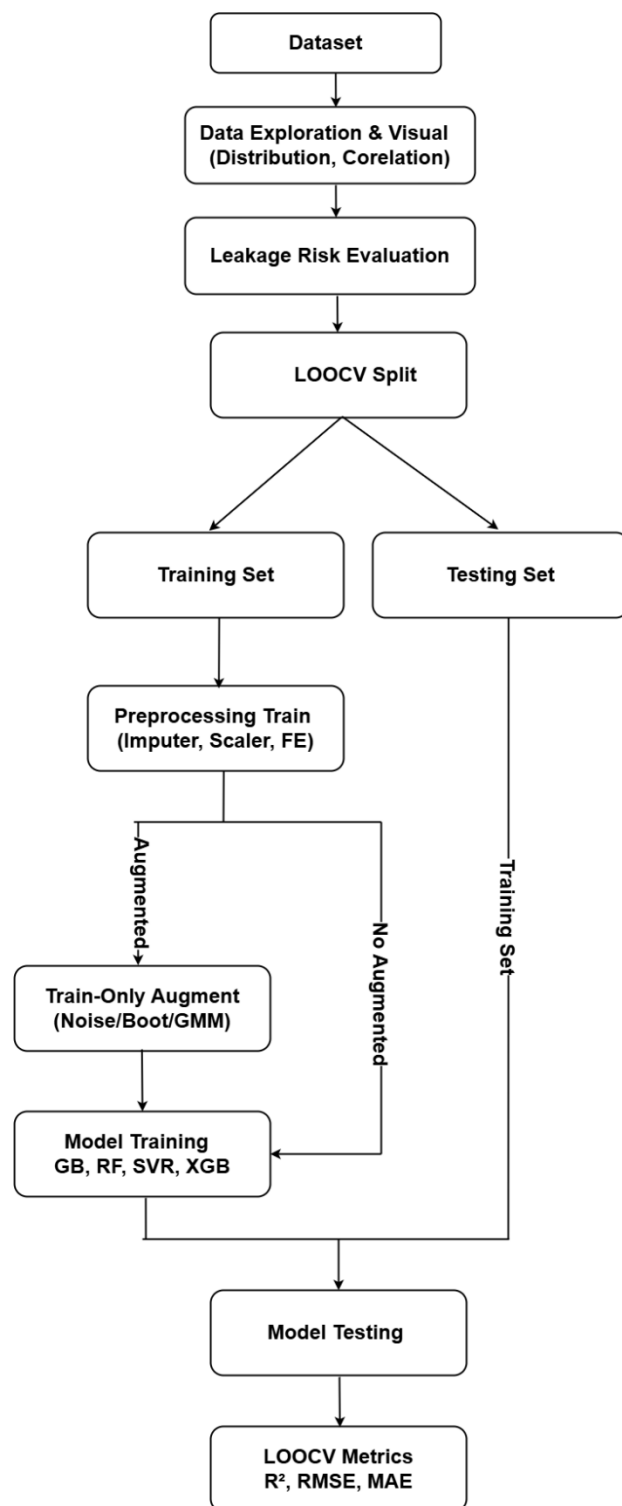 Dataset
Data Exploration & Visual
(Distribution, Corelation)
Leakage Risk Evaluation
LOOCV Split
Training Set
Testing Set
Preprocessing Train
(Imputer, Scaler, FE)
Augmented
No Augmented
Training Set
Train-Only Augment
(Noise/Boot/GMM)
Model Training
GB, RF, SVR, XGB
Model Testing
LOOCV Metrics
R², RMSE, MAE